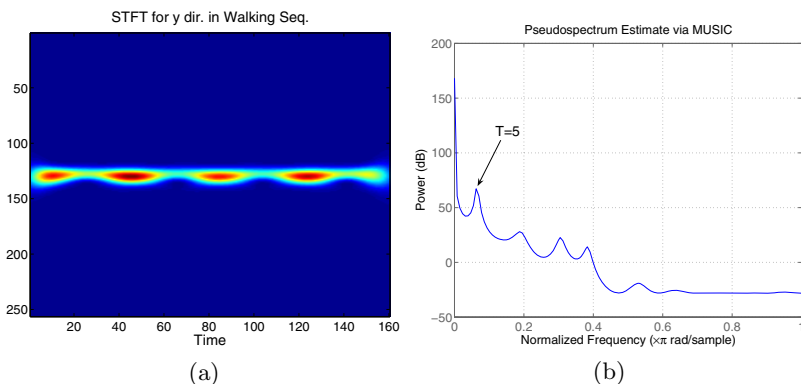 STFT for y dir. in Walking Seq.
50
100
150
200
250
20 40 60 80 100 120 140 160
Time
(a)
Pseudospectrum Estimate via MUSIC
200
150
100
50
0
−50
Power (dB)
T=5
0 0.2 0.4 0.6 0.8 1
Normalized Frequency (×π rad/sample)
(b)